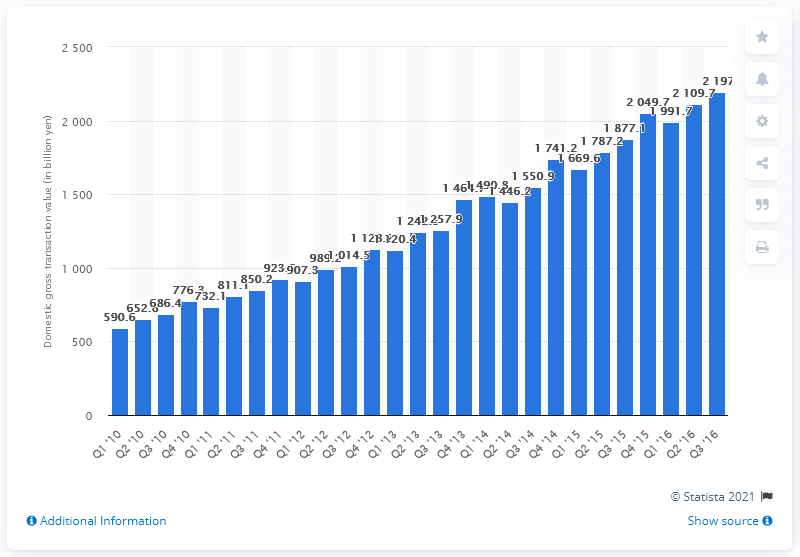 Domestic gross transaction value (in billion yen)
2 500
2 000
1 500
1 000
500
0
590.6
652.8
686.4
776.3
732.1
811.1
850.2
907.3
989.2
1 014.5
1 120.4
1 257.9
1 490.8
1 446.2
1 550.9
1 741.2
1 669.6
1 787.2
1 877.1
2 049.7
1 991.7
2 109.7
2 197
Q1 '10
Q2 '10
Q3 '10
Q4 '10
Q1 '11
Q2 '11
Q3 '11
Q4 '11
Q1 '12
Q2 '12
Q3 '12
Q4 '12
Q1 '13
Q2 '13
Q3 '13
Q4 '13
Q1 '14
Q2 '14
Q3 '14
Q4 '14
Q1 '15
Q2 '15
Q3 '15
Q4 '15
Q1 '16
Q2 '16
Q3 '16
© Statista 2021
Additional Information
Show source